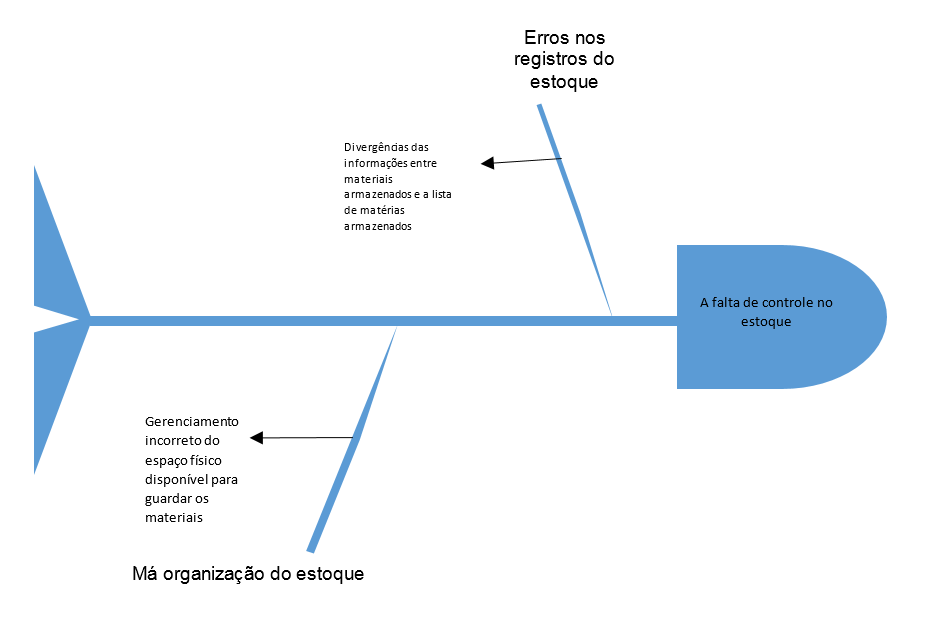 Erros nos
registros do
estoque
Divergências das
informações entre
materiais
armazenados e a lista
de matérias
armazenados
A falta de controle no
estoque
Gerenciamento
incorreto do
espaço físico
disponível para
guardar os
materiais
Má organização do estoque